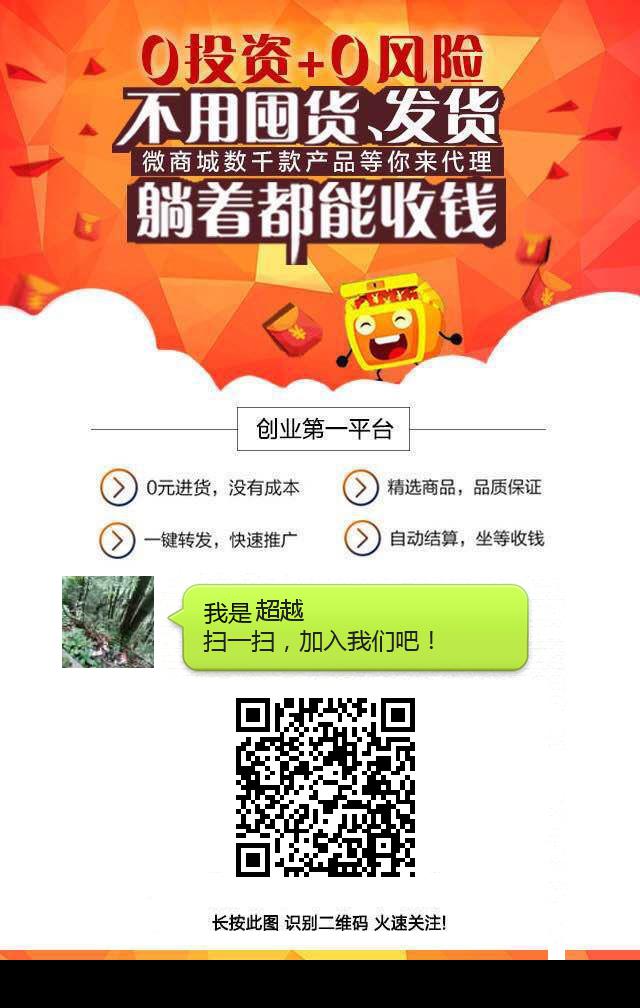 0投资+0风险
不用囤货、发货
微商城数千款产品等你来代理
躺着都能收钱
创业第一平台
0元进货，没有成本
精选商品，品质保证
一键转发，快速推广
自动结算，坐等收钱
我是 超越
扫一扫，加入我们吧！
长按此图 识别二维码 火速关注!